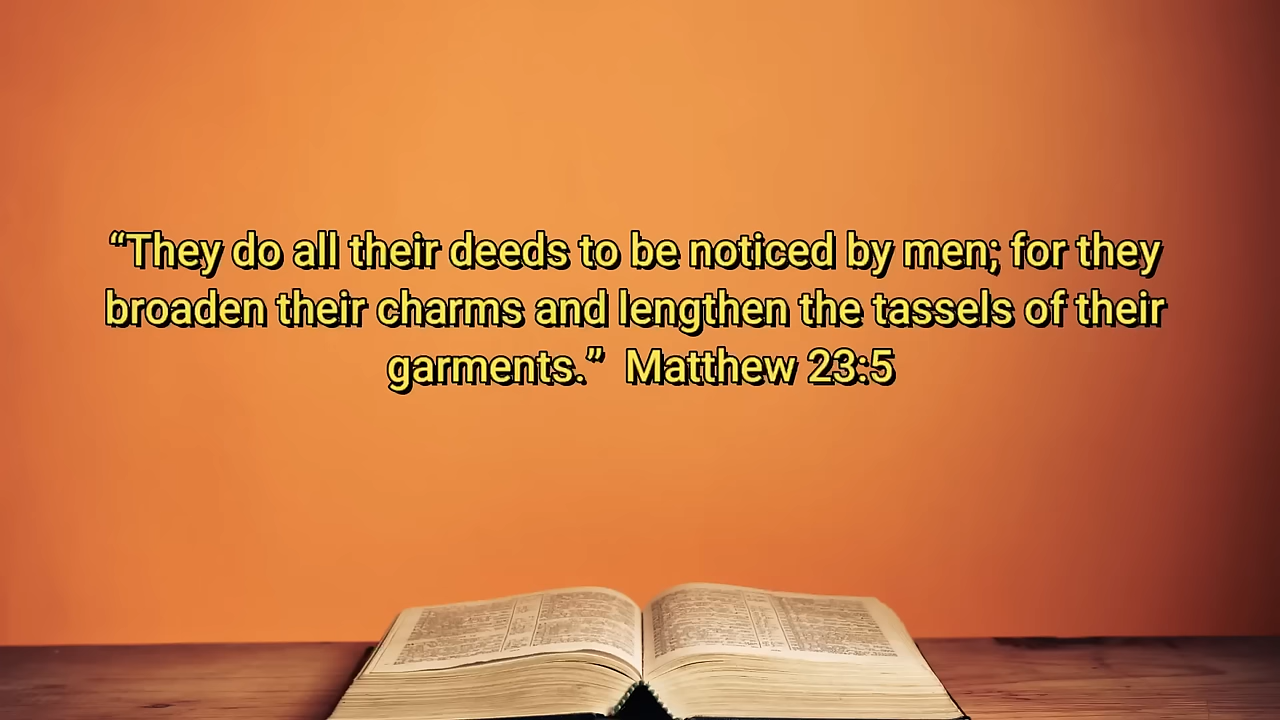 “They do all their deeds to be noticed by men; for they
broaden their charms and lengthen the tassels of their
garments.”  Matthew 23:5